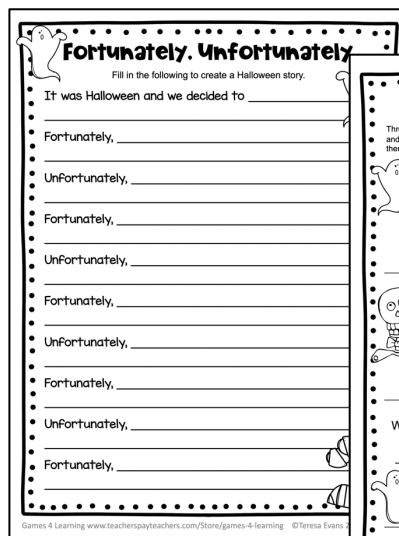 Fortunately, Unfortunately
Fill in the following to create a Halloween story.
It was Halloween and we decided to
Fortunately,
Unfortunately,
Fortunately,
Unfortunately,
Fortunately,
Unfortunately,
Fortunately,
Unfortunately,
Fortunately,
Games 4 Learning www.teacherspayteachers.com/Store/games-4-learning ©Teresa Evans 2
and